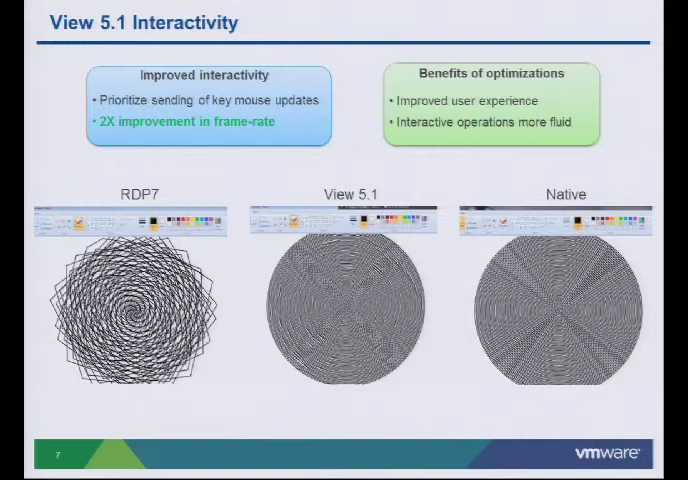 View 5.1 Interactivity
Improved interactivity
• Prioritize sending of key mouse updates
• 2X improvement in frame-rate
Benefits of optimizations
• Improved user experience
• Interactive operations more fluid
RDP7
View 5.1
Native
7
vmware